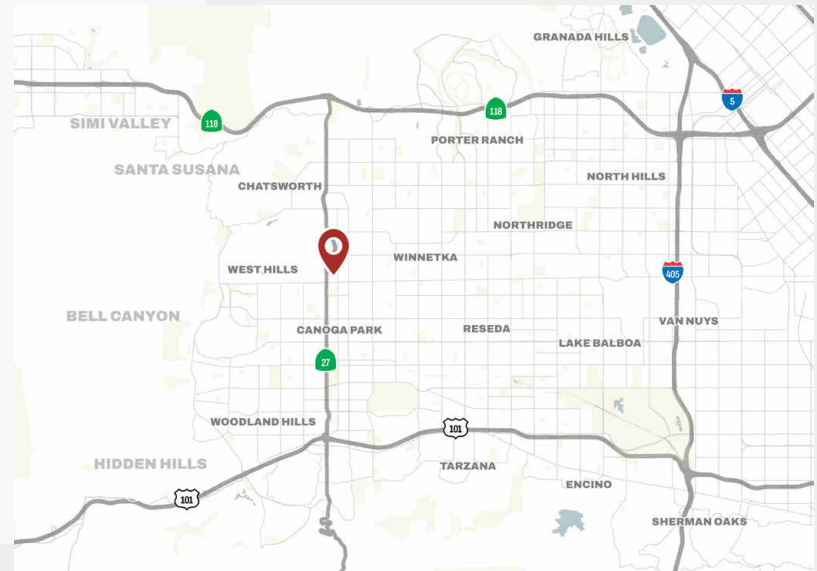 GRANADA HILLS
5
SIMI VALLEY
118
118
PORTER RANCH
SANTA SUSANA
NORTH HILLS
CHATSWORTH
NORTHRIDGE
WINNETKA
WEST HILLS
405
BELL CANYON
VAN NUYS
CANOGA PARK
RESEDA
LAKE BALBOA
27
WOODLAND HILLS
101
HIDDEN HILLS
TARZANA
ENCINO
101
SHERMAN OAKS